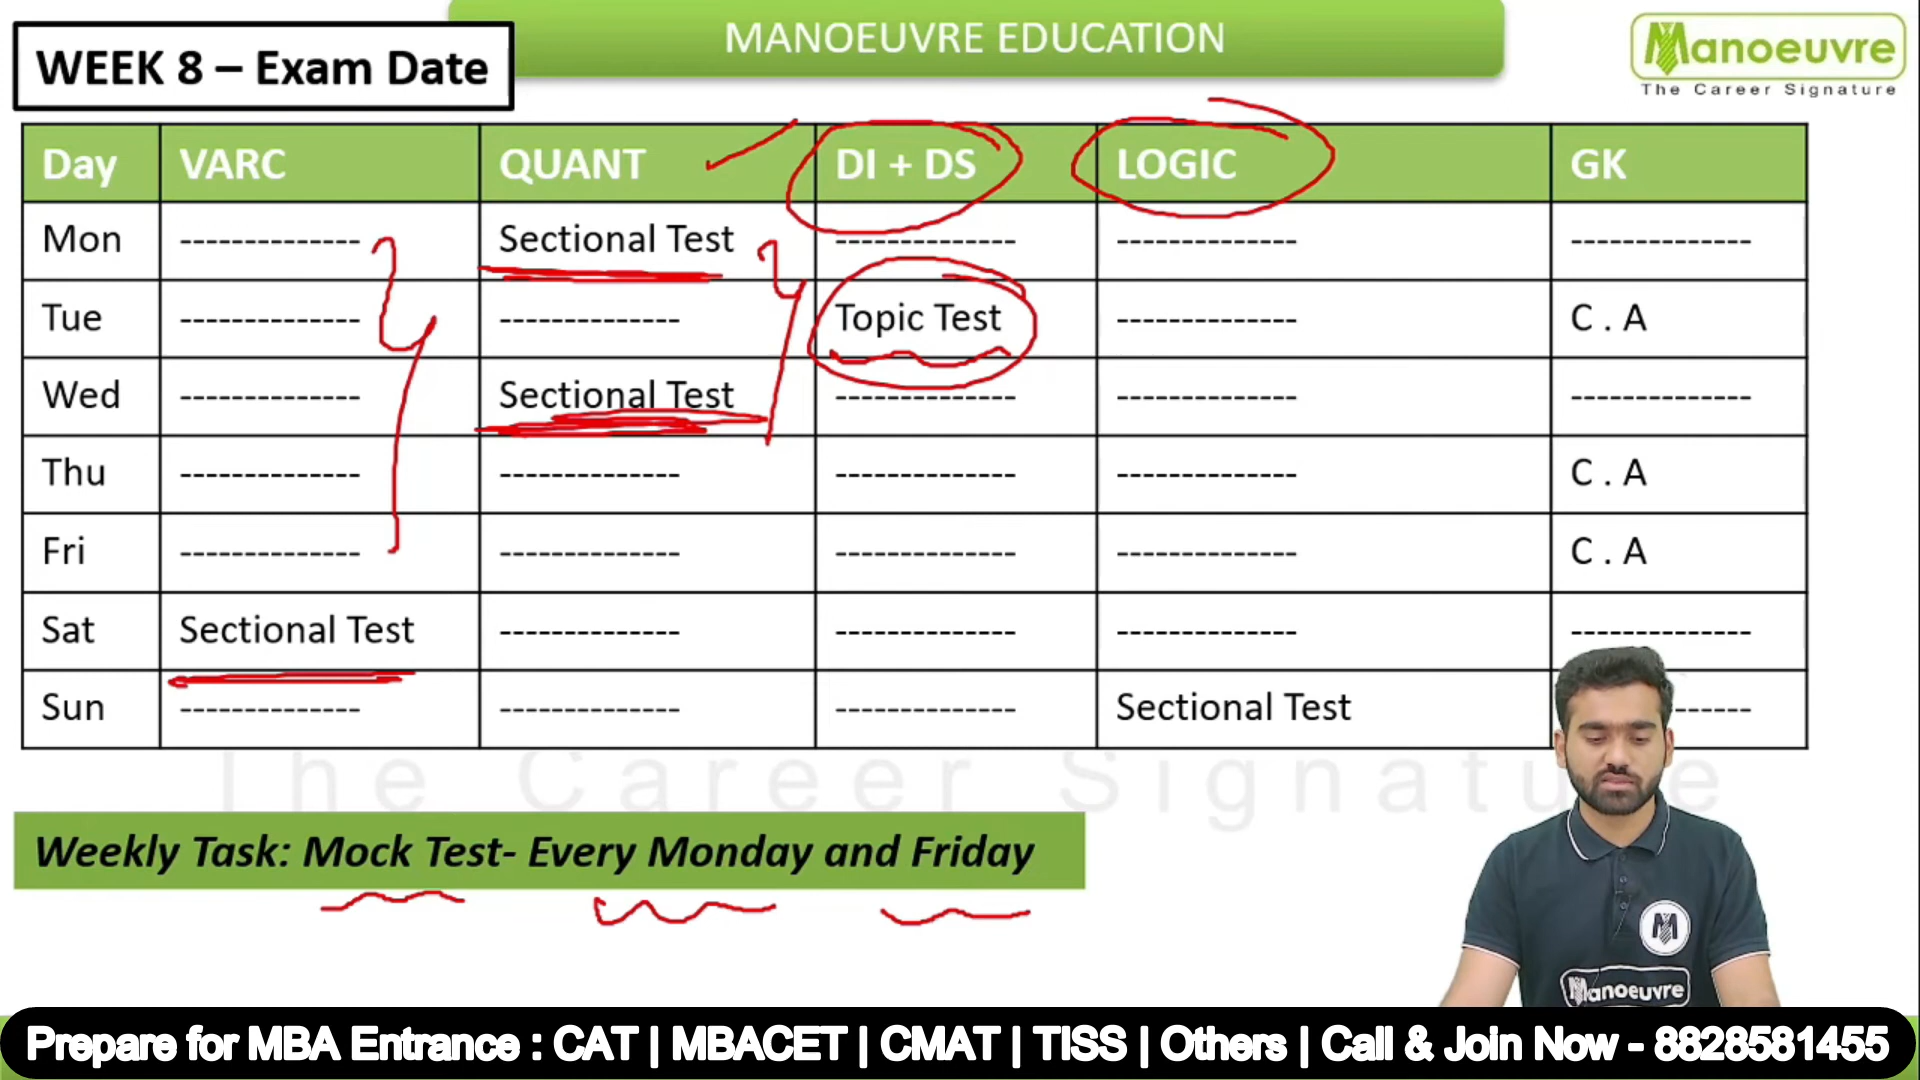 MANOEUVRE EDUCATION
WEEK 8 – Exam Date
Manoeuvre
The Career Signature
Day VARC QUANT DI + DS LOGIC GK
Mon -------------- Sectional Test -------------- -------------- --------------
Tue -------------- -------------- Topic Test -------------- C . A
Wed -------------- Sectional Test -------------- -------------- --------------
Thu -------------- -------------- -------------- -------------- C . A
Fri -------------- -------------- -------------- -------------- C . A
Sat Sectional Test -------------- -------------- -------------- --------------
Sun -------------- -------------- -------------- Sectional Test ------
The Career Signature
Weekly Task: Mock Test- Every Monday and Friday
M
Manoeuvre
Prepare for MBA Entrance : CAT | MBACET | CMAT | TISS | Others | Call & Join Now - 8828581455